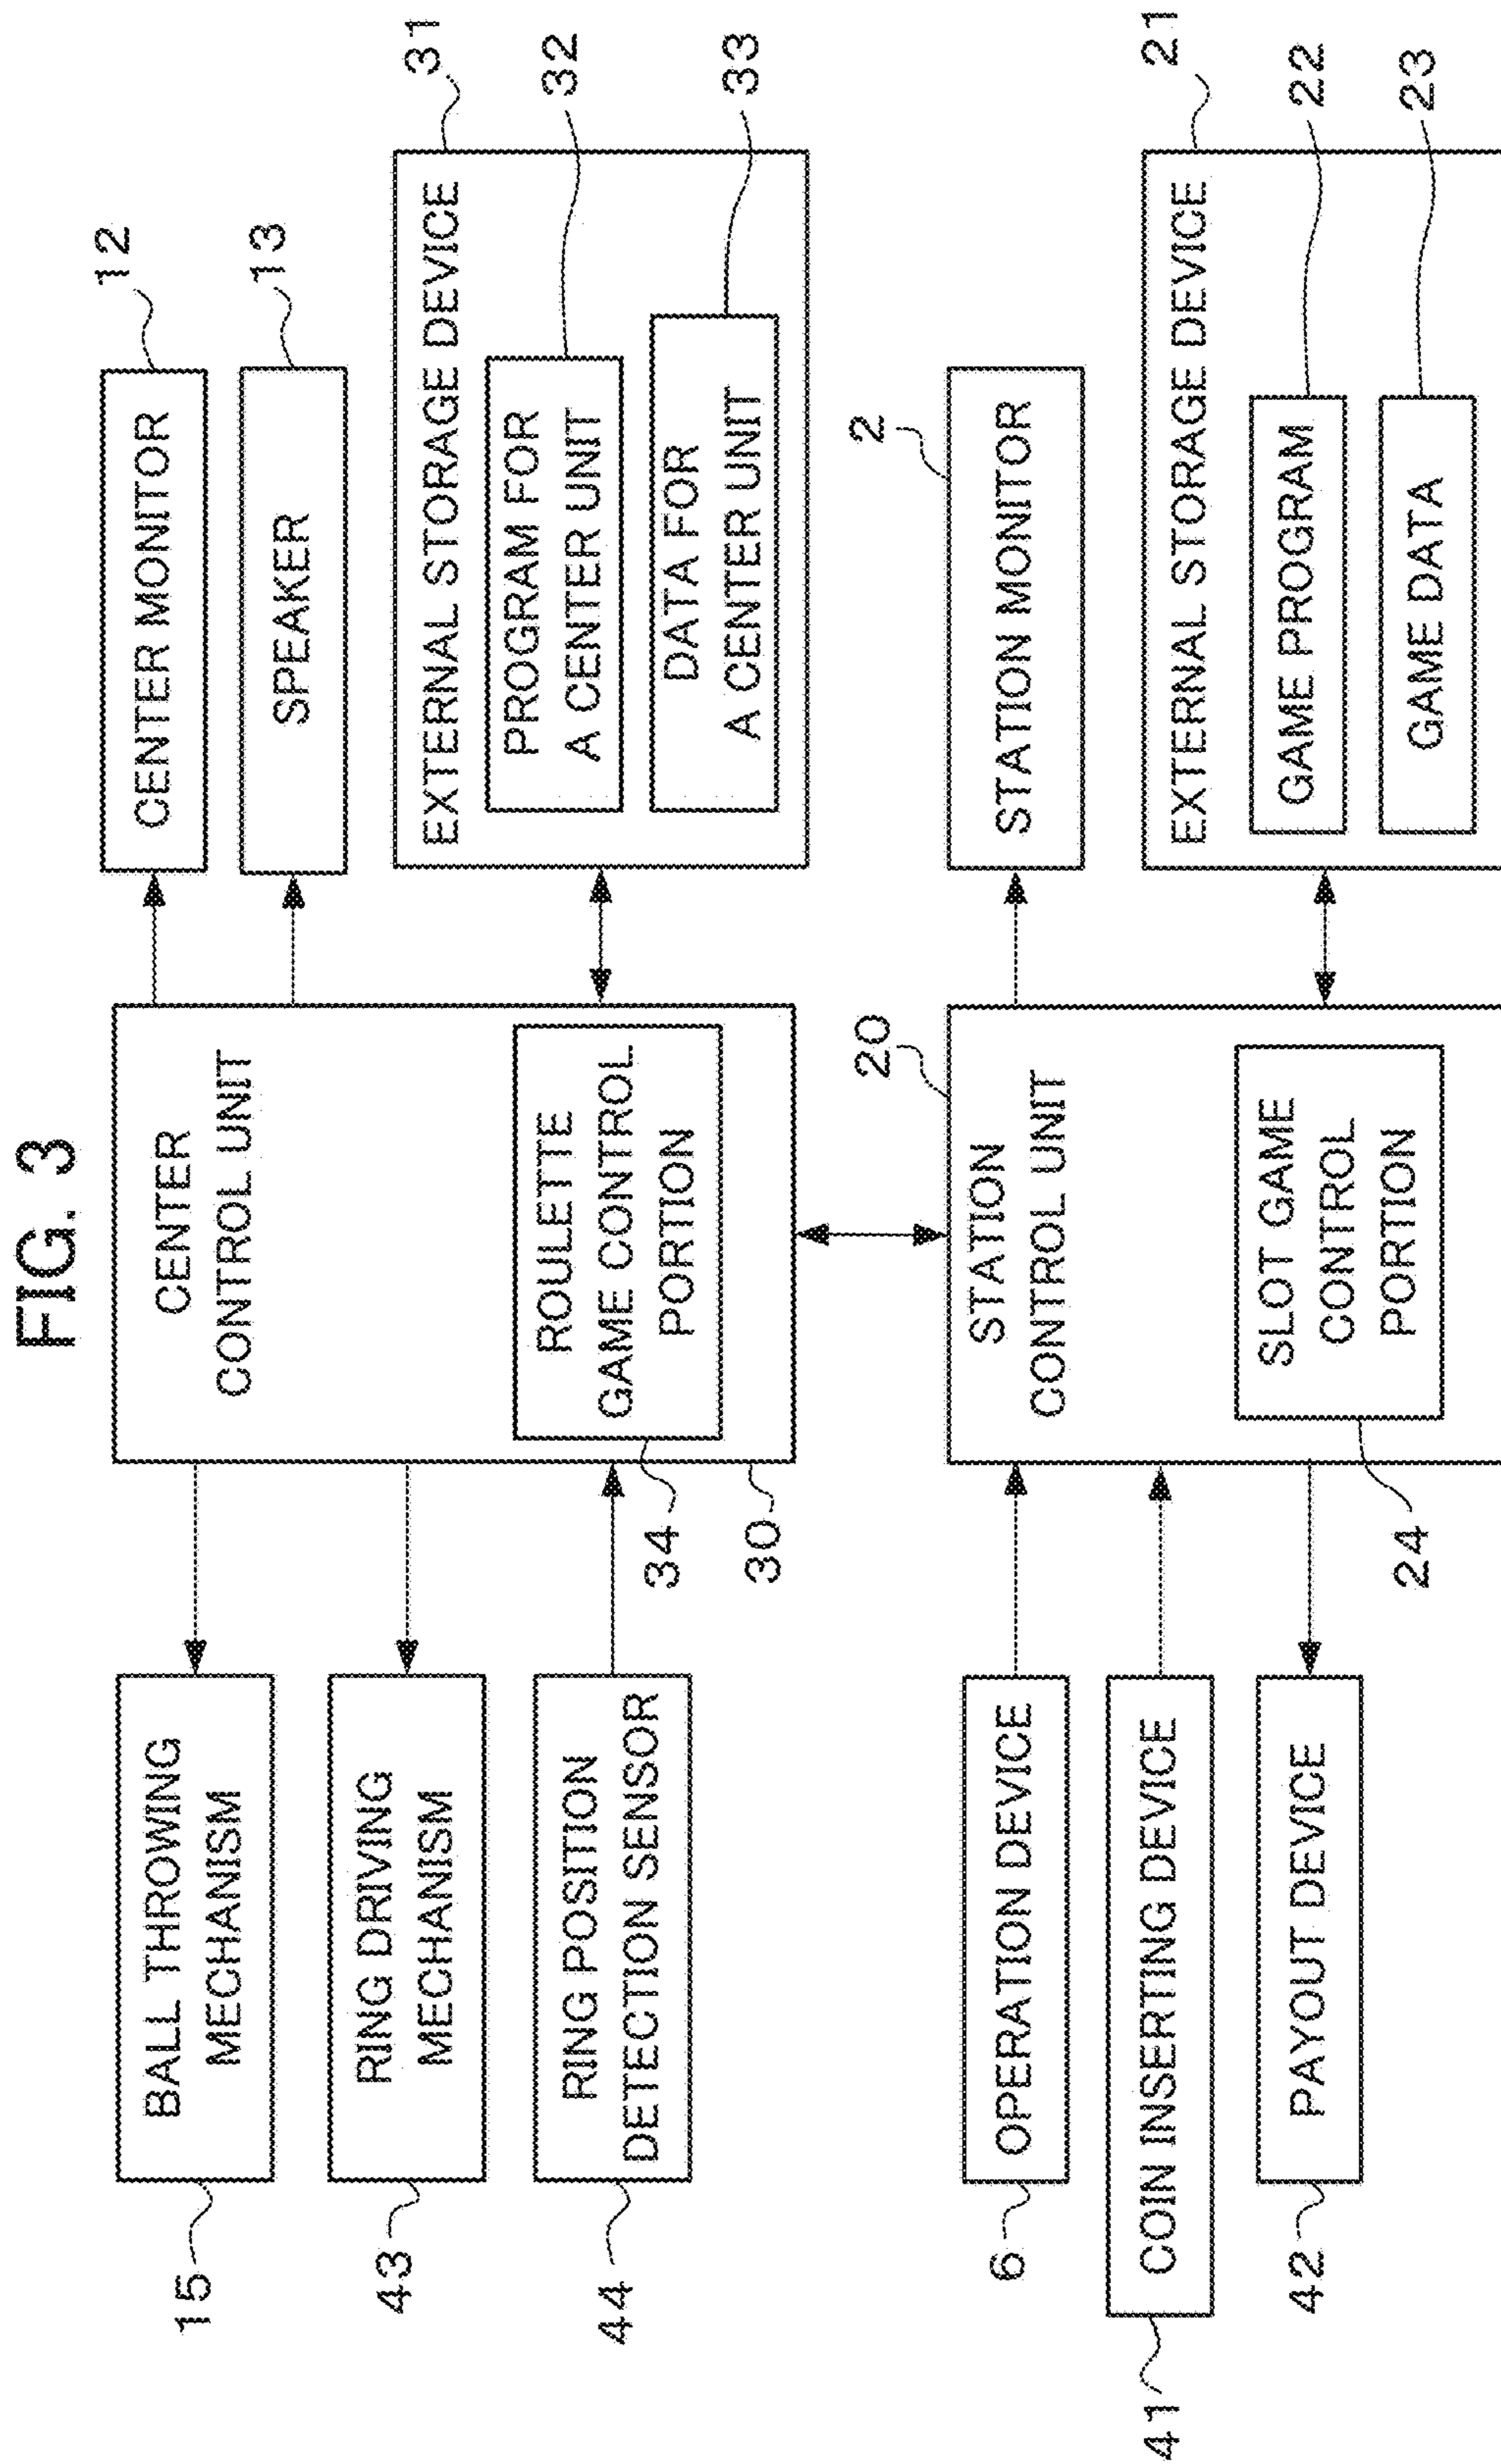 FIG. 3
15
BALL THROWING
MECHANISM
43
RING DRIVING
MECHANISM
44
RING POSITION
DETECTION SENSOR
CENTER
CONTROL UNIT
ROULETTE
GAME CONTROL
PORTION
34
30
CENTER MONITOR
12
SPEAKER
13
EXTERNAL STORAGE DEVICE
31
PROGRAM FOR
A CENTER UNIT
32
DATA FOR
A CENTER UNIT
33
6
OPERATION DEVICE
41
COIN INSERTING DEVICE
42
PAYOUT DEVICE
20
STATION
CONTROL UNIT
SLOT GAME
CONTROL
PORTION
24
2
STATION MONITOR
EXTERNAL STORAGE DEVICE
21
GAME PROGRAM
22
GAME DATA
23